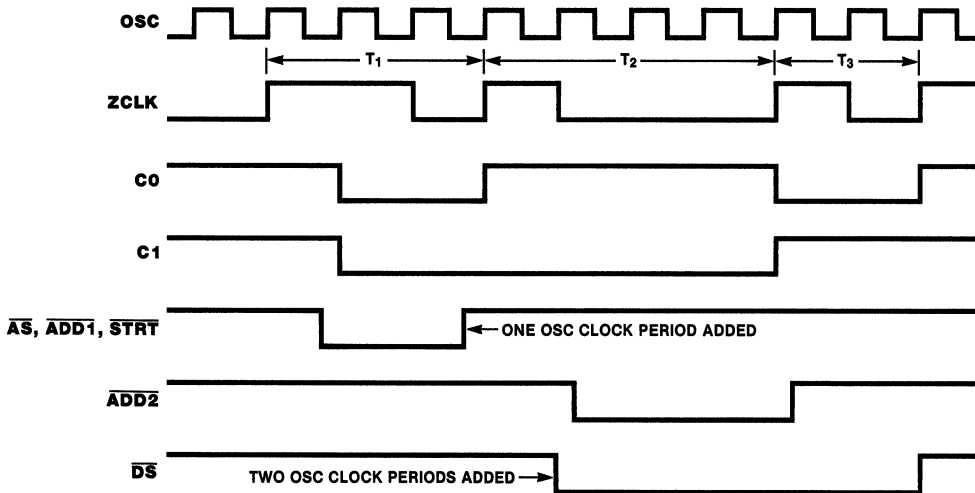 OSC
T1
T2
T3
ZCLK
C0
C1
AS, ADD1, STRT
ONE OSC CLOCK PERIOD ADDED
ADD2
DS
TWO OSC CLOCK PERIODS ADDED